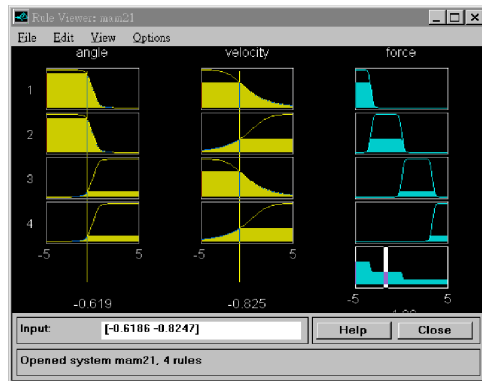 Rule Viewer: mam21
File Edit View Options
angle velocity force
1
2
3
4
-5 5 -5 5
-0.619 -0.825 -5 5
Input: [-0.6186 -0.8247] Help Close
Opened system mam21, 4 rules